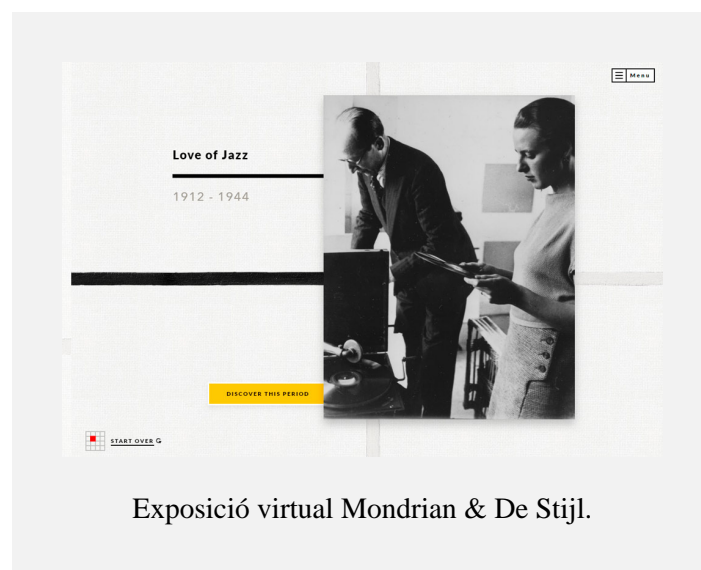 Menu
Love of Jazz
1912 - 1944
DISCOVER THIS PERIOD
START OVER
Exposició virtual Mondrian & De Stijl.